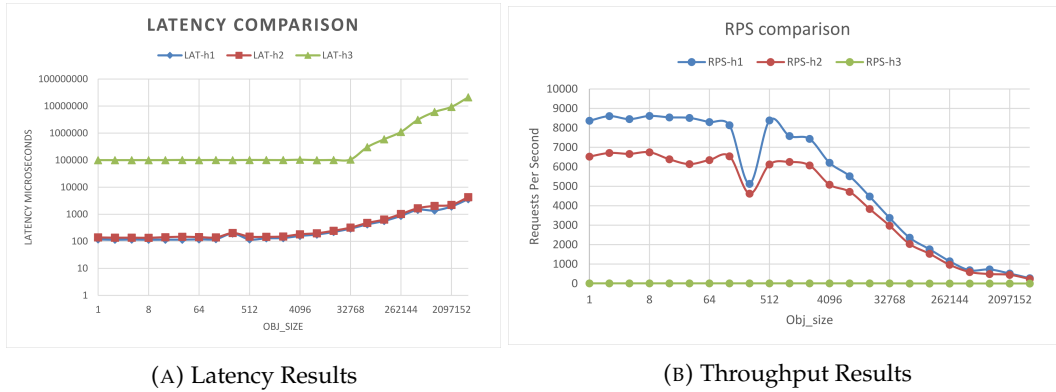 LATENCY COMPARISON
LAT-h1 LAT-h2 LAT-h3
100000000
10000000
1000000
100000
10000
1000
100
10
1
LATENCY MICROSECONDS
1 8 64 512 4096 32768 262144 2097152
OBJ_SIZE
(A) Latency Results
RPS comparison
RPS-h1 RPS-h2 RPS-h3
10000
9000
8000
7000
6000
5000
4000
3000
2000
1000
0
Requests Per Second
1 8 64 512 4096 32768 262144 2097152
Obj_size
(B) Throughput Results